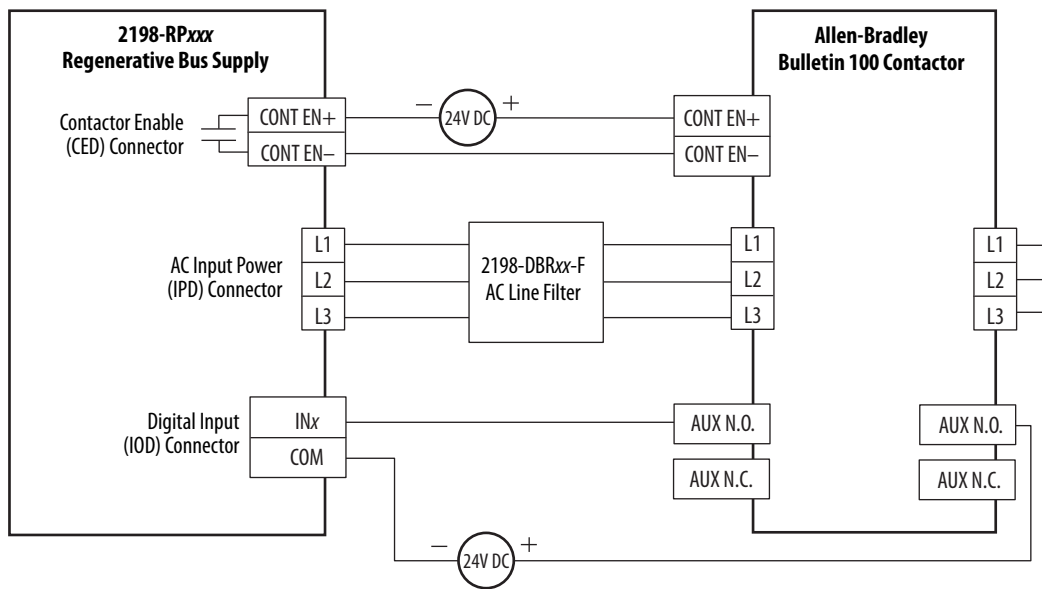 2198-RPxxx
Regenerative Bus Supply
Allen-Bradley
Bulletin 100 Contactor
Contactor Enable
(CED) Connector
CONT EN+
CONT EN–
– 24V DC +
CONT EN+
CONT EN–
AC Input Power
(IPD) Connector
L1
L2
L3
2198-DBRxx-F
AC Line Filter
L1
L2
L3
L1
L2
L3
Digital Input
(IOD) Connector
INx
COM
AUX N.O.
AUX N.C.
AUX N.O.
AUX N.C.
– 24V DC +